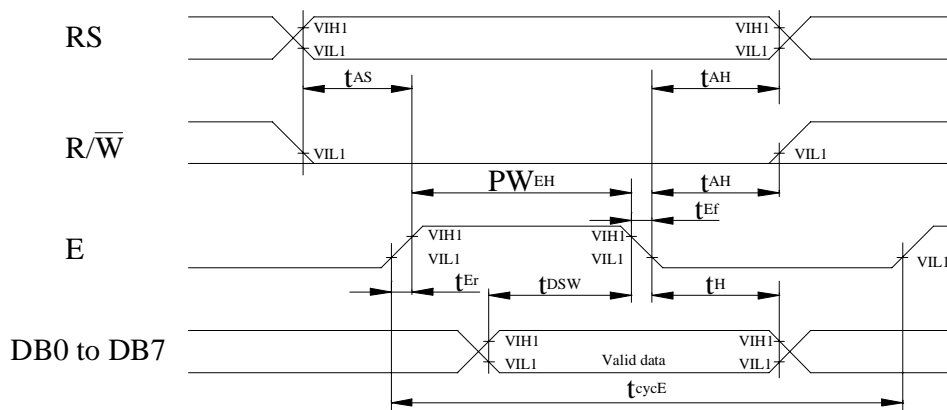 RS
VIH1
VIL1
VIH1
VIL1
tAS
tAH
R/W̅
VIL1
VIL1
PWEH
tAH
tEf
E
VIH1
VIL1
VIH1
VIL1
VIL1
tEr
tDSW
tH
DB0 to DB7
VIH1
VIL1
Valid data
VIH1
VIL1
tcycE